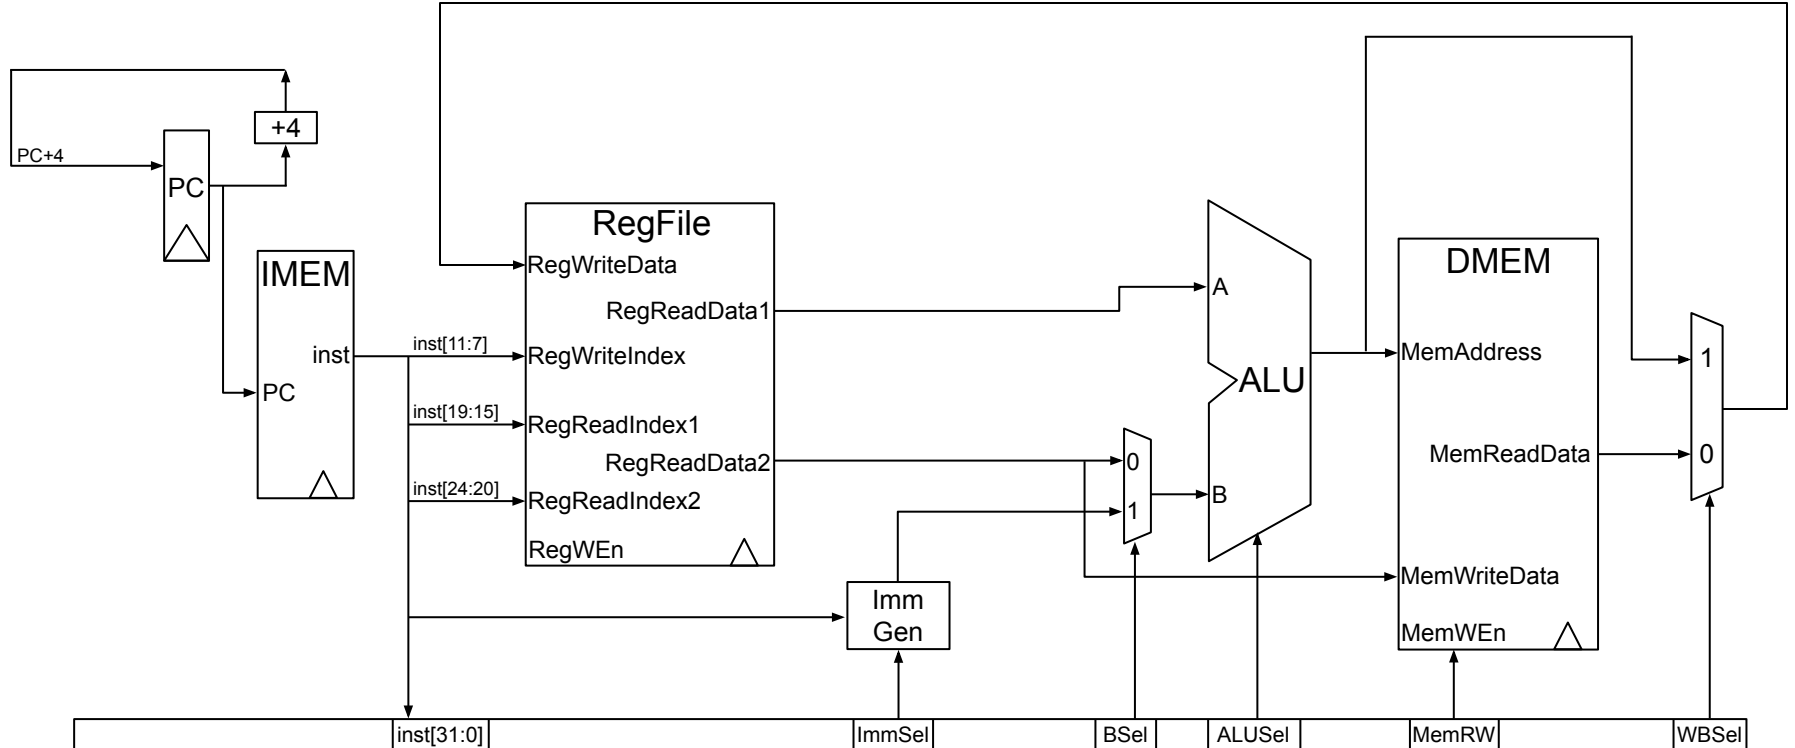 +4
PC+4
PC
IMEM
inst
PC
inst[11:7]
inst[19:15]
inst[24:20]
RegFile
RegWriteData
RegReadData1
RegWriteIndex
RegReadIndex1
RegReadData2
RegReadIndex2
RegWEn
Imm
Gen
0
1
A
ALU
B
DMEM
MemAddress
MemReadData
MemWriteData
MemWEn
1
0
inst[31:0]
ImmSel
BSel
ALUSel
MemRW
WBSel